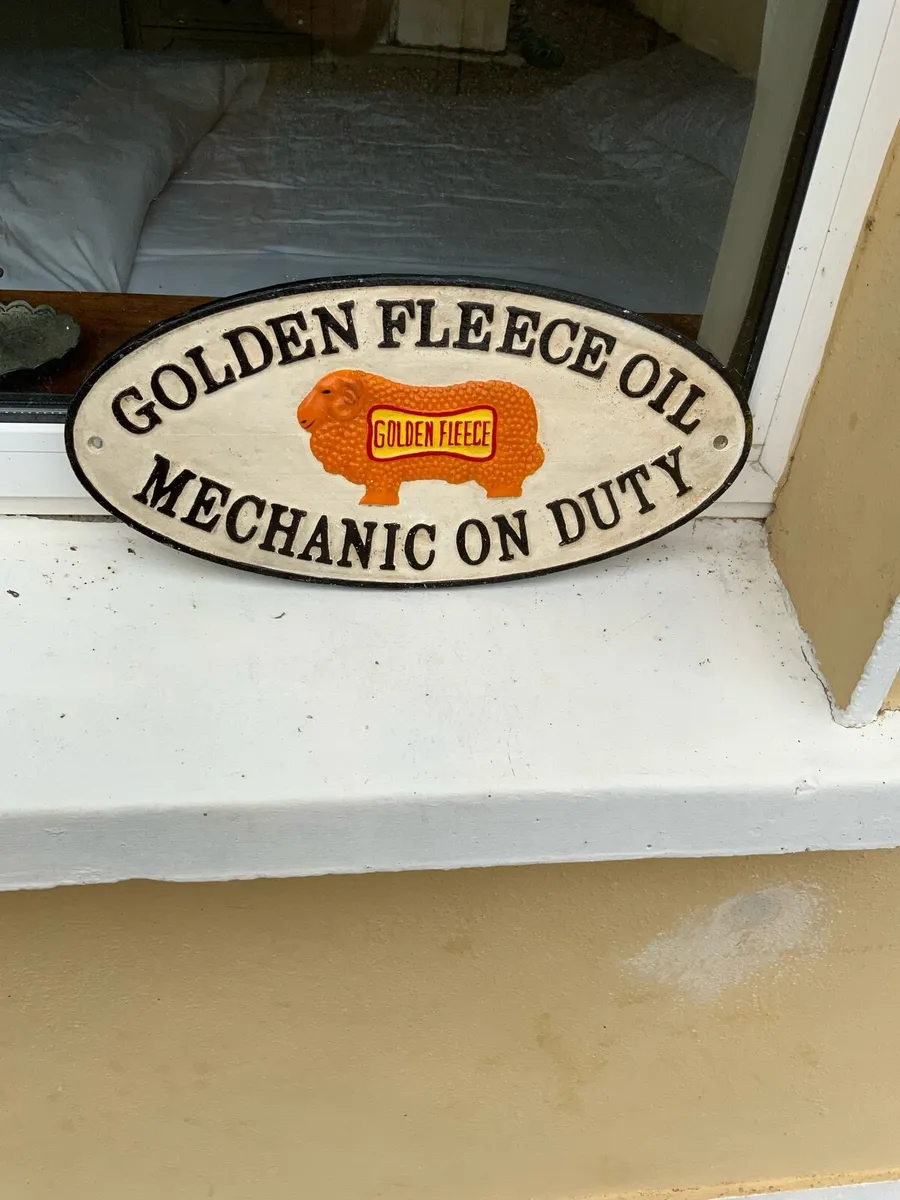 GOLDEN FLEECE OIL
GOLDEN FLEECE
MECHANIC ON DUTY